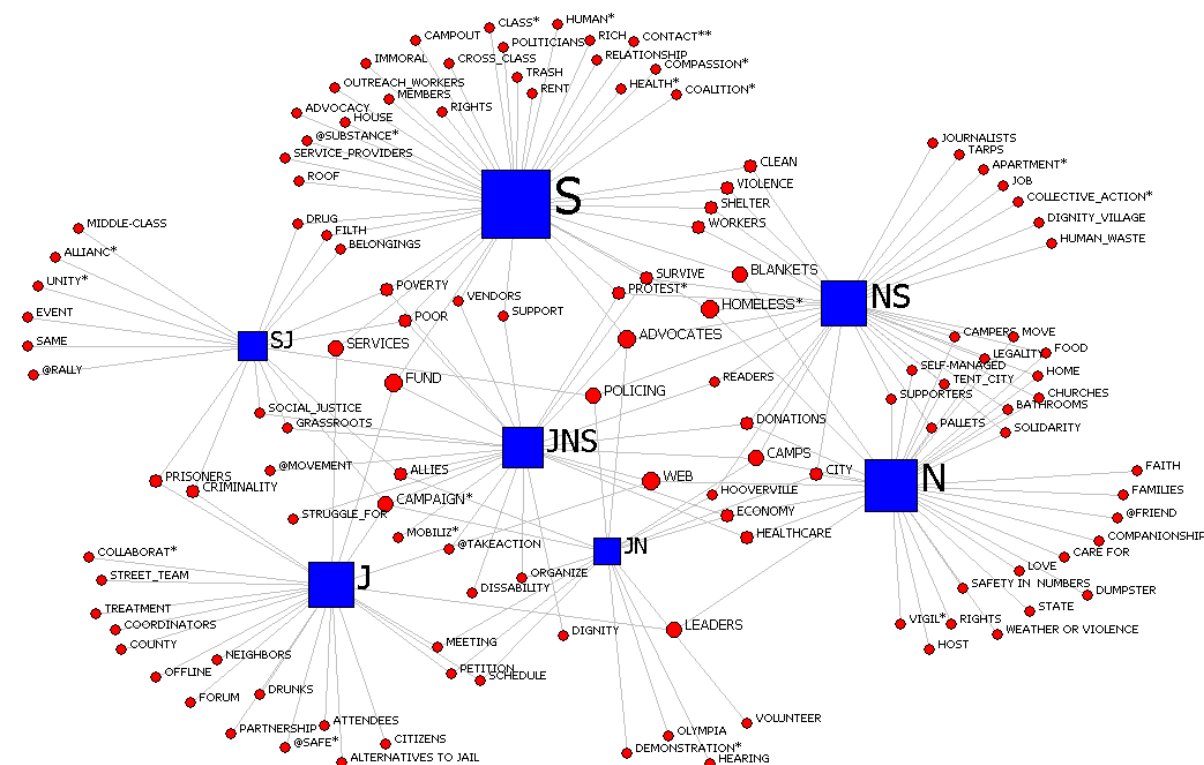 CLASS*
HUMAN*
CAMPOUT
POLITICIANS
RICH
CONTACT**
IMMORAL
CROSS_CLASS
RELATIONSHIP
COMPASSION*
TRASH
OUTREACH_WORKERS
RENT
HEALTH*
COALITION*
MEMBERS
ADVOCACY
RIGHTS
HOUSE
@SUBSTANCE*
SERVICE_PROVIDERS
ROOF
S
CLEAN
VIOLENCE
SHELTER
WORKERS
JOURNALISTS
TARPS
APARTMENT*
JOB
COLLECTIVE_ACTION*
DIGNITY_VILLAGE
HUMAN_WASTE
MIDDLE-CLASS
DRUG
FILTH
BELONGINGS
ALLIANC*
UNITY*
EVENT
SAME
@RALLY
SJ
POVERTY
VENDORS
SUPPORT
POOR
SERVICES
FUND
SURVIVE
PROTEST*
BLANKETS
HOMELESS*
ADVOCATES
NS
POLICING
READERS
CAMPERS
MOVE
FOOD
LEGALITY
SELF-MANAGED
HOME
TENT_CITY
SUPPORTERS
CHURCHES
BATHROOMS
PALLETS
SOLIDARITY
SOCIAL_JUSTICE
GRASSROOTS
DONATIONS
JNS
CAMPS
CITY
N
@MOVEMENT
ALLIES
PRISONERS
CRIMINALITY
CAMPAIGN*
STRUGGLE_FOR
WEB
HOOVERVILLE
ECONOMY
HEALTHCARE
MOBILIZ*
@TAKEACTION
JN
FAITH
FAMILIES
@FRIEND
COMPANIONSHIP
CARE FOR
LOVE
SAFETY IN NUMBERS
DUMPSTER
STATE
VIGIL*
RIGHTS
WEATHER OR VIOLENCE
HOST
COLLABORAT*
STREET_TEAM
J
ORGANIZE
DISSABILITY
TREATMENT
COORDINATORS
COUNTY
DIGNITY
LEADERS
MEETING
NEIGHBORS
OFFLINE
PETITION
SCHEDULE
DRUNKS
FORUM
ATTENDEES
PARTNERSHIP
@SAFE*
CITIZENS
ALTERNATIVES TO JAIL
VOLUNTEER
OLYMPIA
DEMONSTRATION*
HEARING